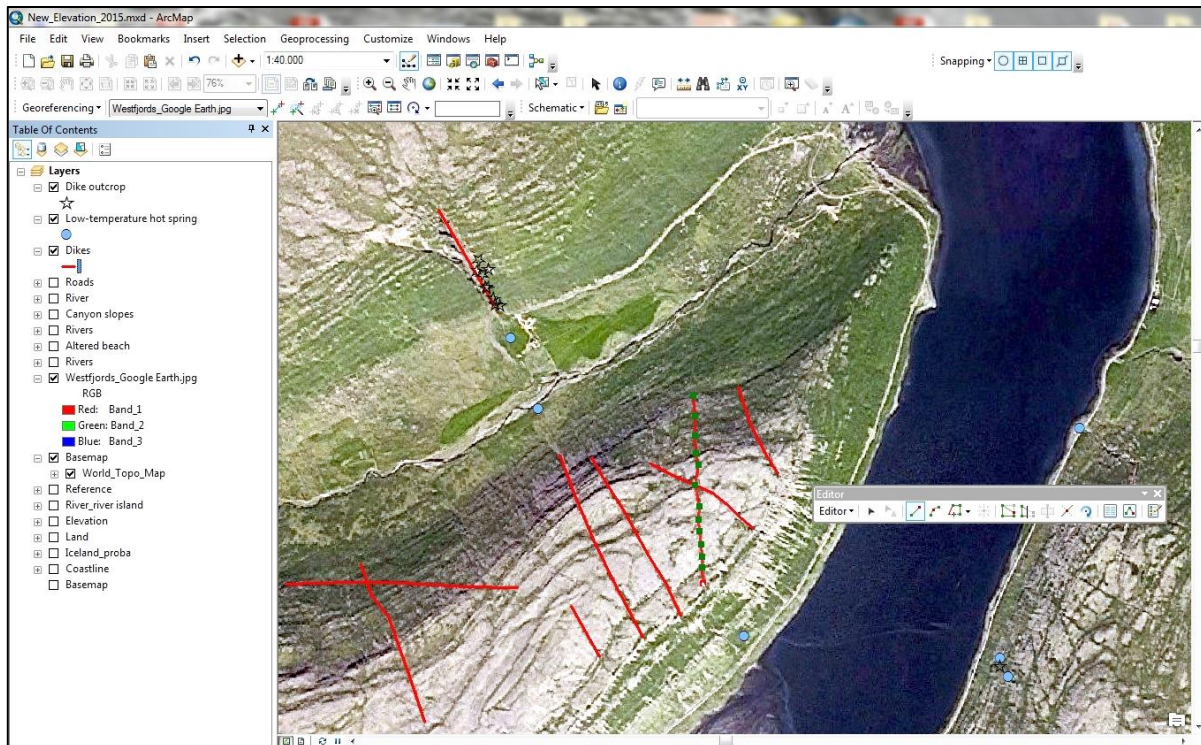 New_Elevation_2015.mxd - ArcMap
File Edit View Bookmarks Insert Selection Geoprocessing Customize Windows Help
1:40.000
Snapping
76%
Georeferencing Westfjords_Google Earth.jpg Schematic
Table Of Contents
Layers
Dike outcrop
Low-temperature hot spring
Dikes
Roads
River
Canyon slopes
Rivers
Altered beach
Rivers
Westfjords_Google Earth.jpg
RGB
Red: Band_1
Green: Band_2
Blue: Band_3
Basemap
World_Topo_Map
Reference
River_river island
Elevation
Land
Iceland_proba
Coastline
Basemap
Editor
Editor